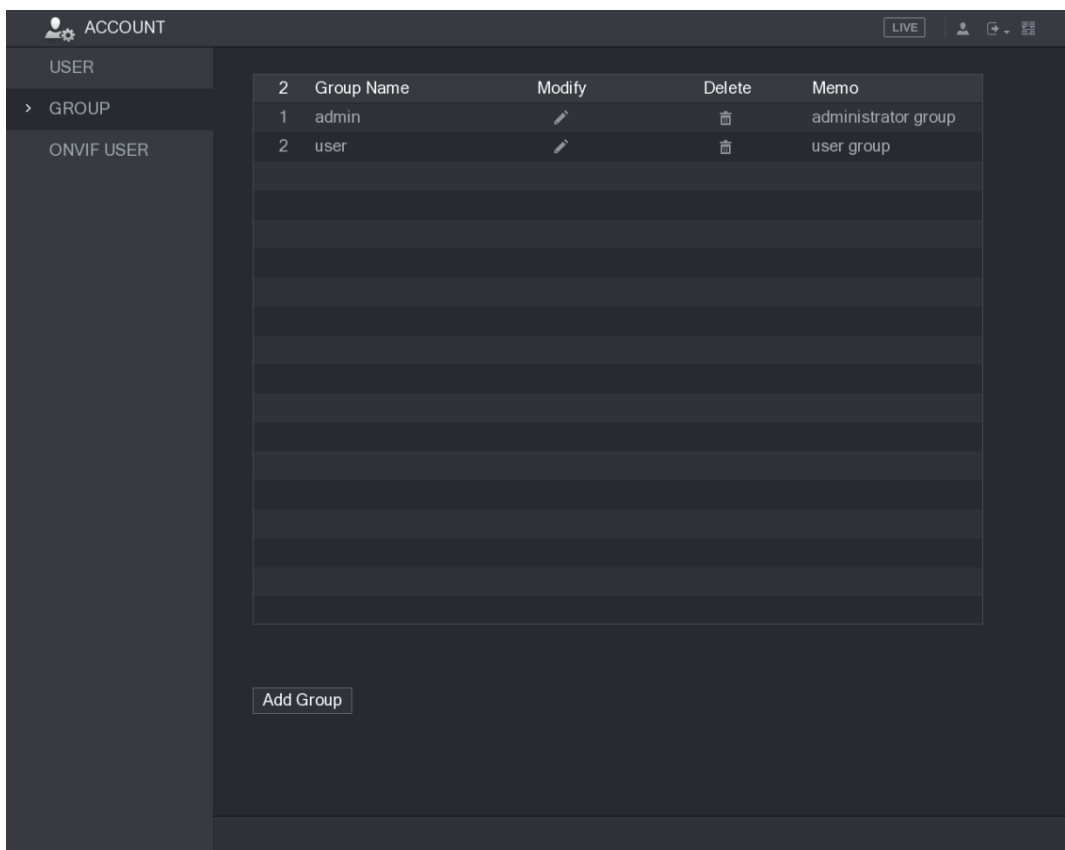 ACCOUNT LIVE
USER
GROUP
ONVIF USER
2 Group Name Modify Delete Memo
1 admin administrator group
2 user user group
Add Group